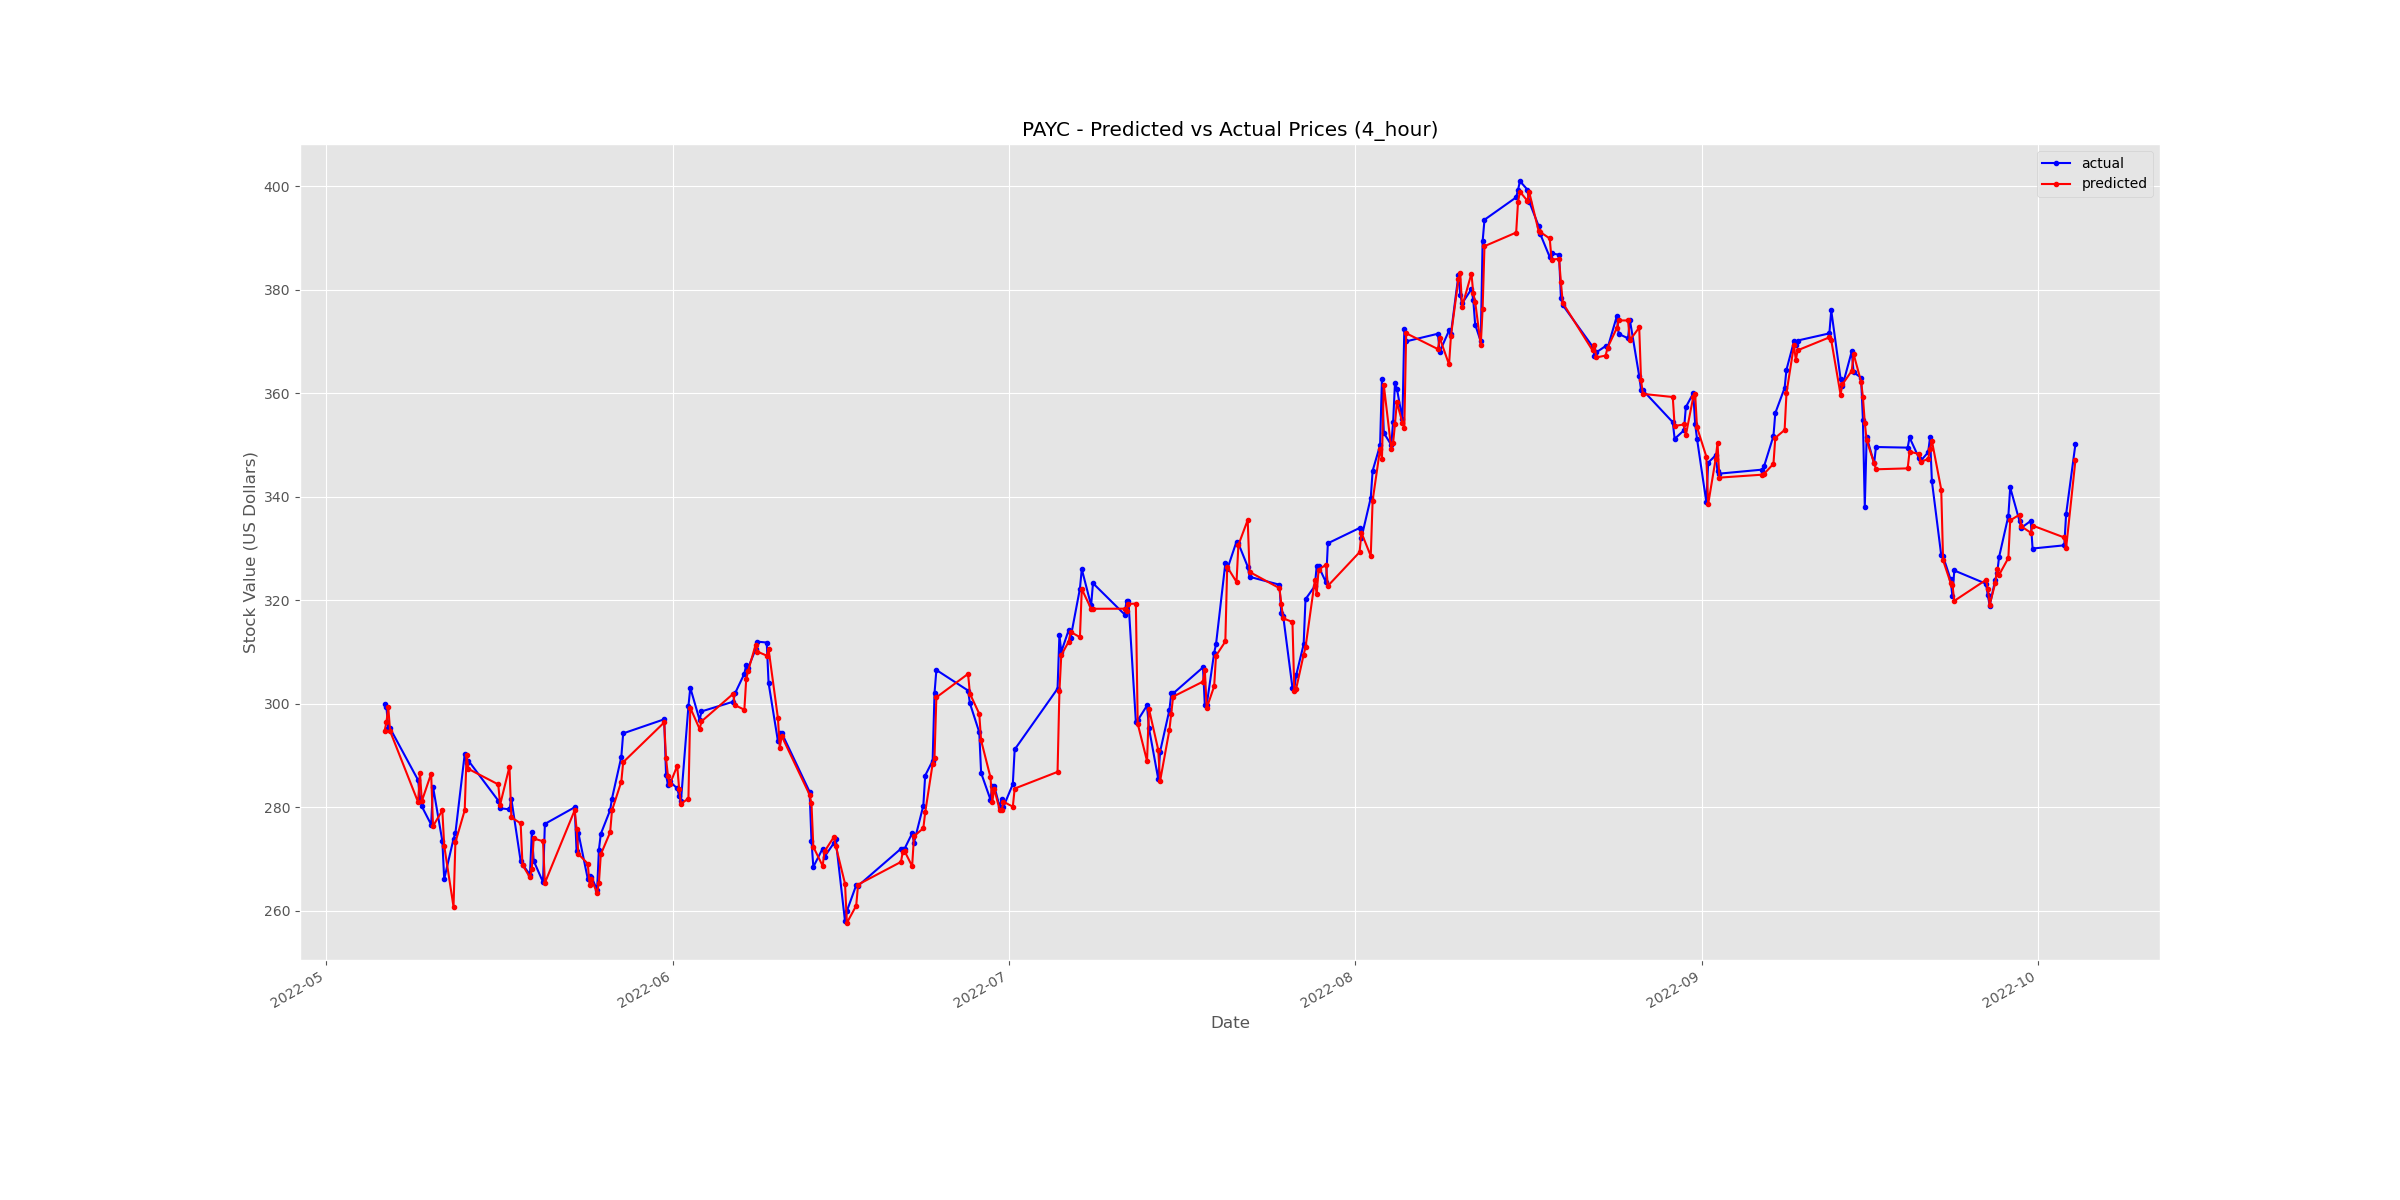 PAYC - Predicted vs Actual Prices (4_hour)
actual
predicted
Stock Value (US Dollars)
400
380
360
340
320
300
280
260
2022-05
2022-06
2022-07
2022-08
2022-09
2022-10
Date